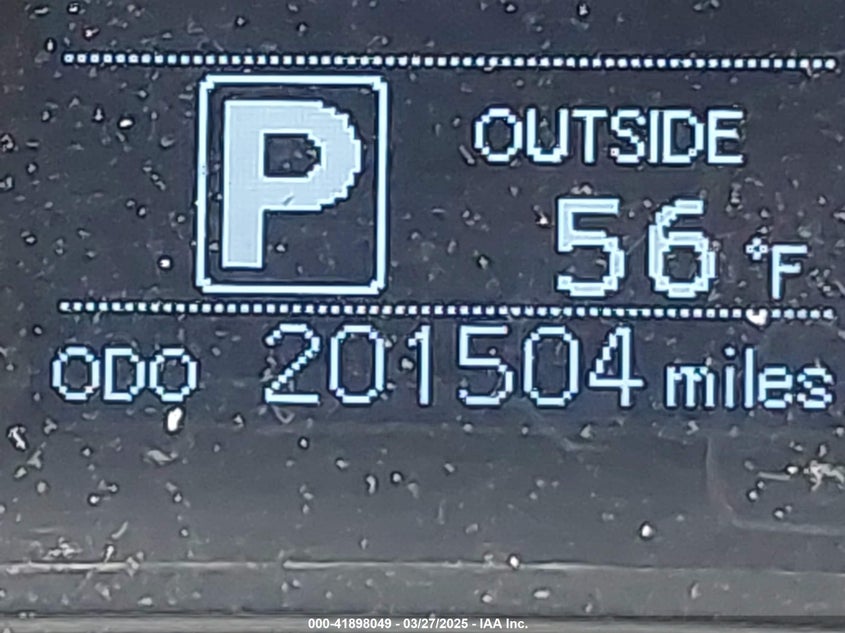 P
OUTSIDE
56 °F
ODO 201504 miles
000-41898049 - 03/27/2025 - IAA Inc.